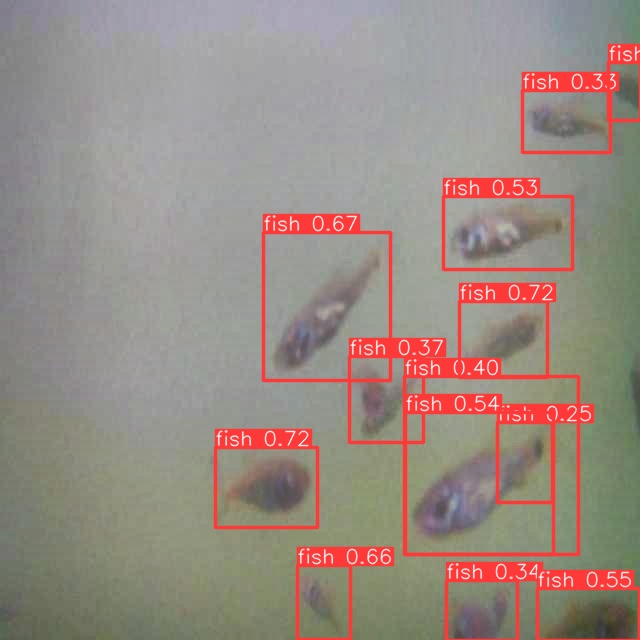 fish
fish 0.33
fish 0.53
fish 0.67
fish 0.72
fish 0.37
fish 0.40
fish 0.54
fish 0.25
fish 0.72
fish 0.66
fish 0.34
fish 0.55